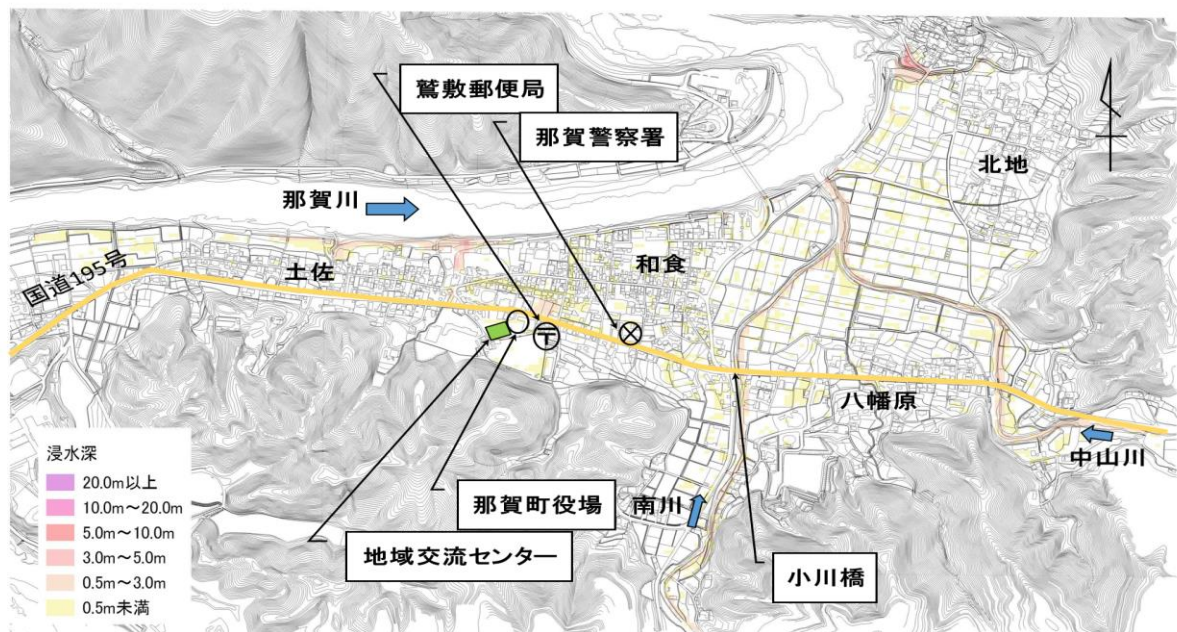 鷲敷郵便局
那賀警察署
北地
那賀川
和食
国道195号
土佐
〒
八幡原
中山川
浸水深
20.0m以上
10.0m~20.0m
5.0m~10.0m
3.0m~5.0m
0.5m~3.0m
0.5m未満
那賀町役場
南川
地域交流センター
小川橋